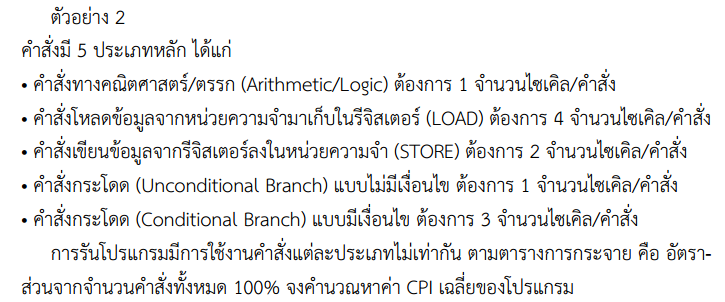 ตัวอย่าง 2
คำสั่งมี 5 ประเภทหลัก ได้แก่
• คำสั่งทางคณิตศาสตร์/ตรรก (Arithmetic/Logic) ต้องการ 1 จำนวนไซเคิล/คำสั่ง
• คำสั่งโหลดข้อมูลจากหน่วยความจำมาเก็บในรีจิสเตอร์ (LOAD) ต้องการ 4 จำนวนไซเคิล/คำสั่ง
• คำสั่งเขียนข้อมูลจากรีจิสเตอร์ลงในหน่วยความจำ (STORE) ต้องการ 2 จำนวนไซเคิล/คำสั่ง
• คำสั่งกระโดด (Unconditional Branch) แบบไม่มีเงื่อนไข ต้องการ 1 จำนวนไซเคิล/คำสั่ง
• คำสั่งกระโดด (Conditional Branch) แบบมีเงื่อนไข ต้องการ 3 จำนวนไซเคิล/คำสั่ง
การรันโปรแกรมมีการใช้งานคำสั่งแต่ละประเภทไม่เท่ากัน ตามตารางการกระจาย คือ อัตรา-
ส่วนจากจำนวนคำสั่งทั้งหมด 100% จงคำนวณหาค่า CPI เฉลี่ยของโปรแกรม